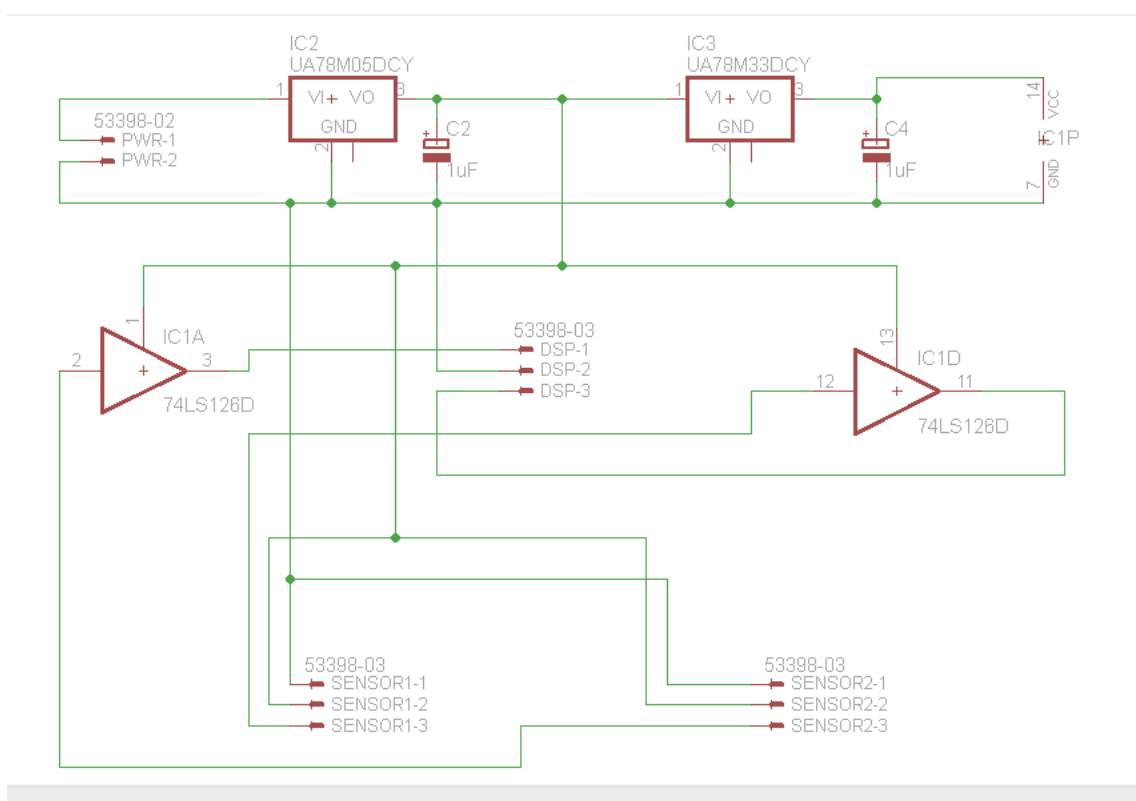 IC2
UA78M05DCY
1
VI+ VO
3
GND
2
IC3
UA78M33DCY
1
VI+ VO
3
GND
2
14
VCC
IC1P
GND
7
53398-02
PWR-1
PWR-2
C2
1uF
C4
1uF
1
IC1A
2
3
74LS126D
53398-03
DSP-1
DSP-2
DSP-3
13
IC1D
12
11
74LS126D
53398-03
SENSOR1-1
SENSOR1-2
SENSOR1-3
53398-03
SENSOR2-1
SENSOR2-2
SENSOR2-3